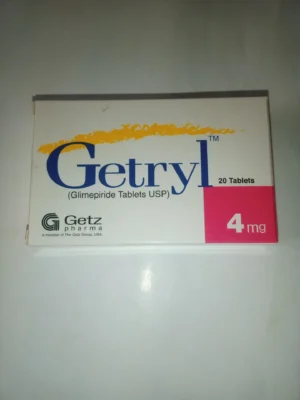 Getryl™
20 Tablets
(Glimepiride Tablets USP)
Getz
pharma
4 mg